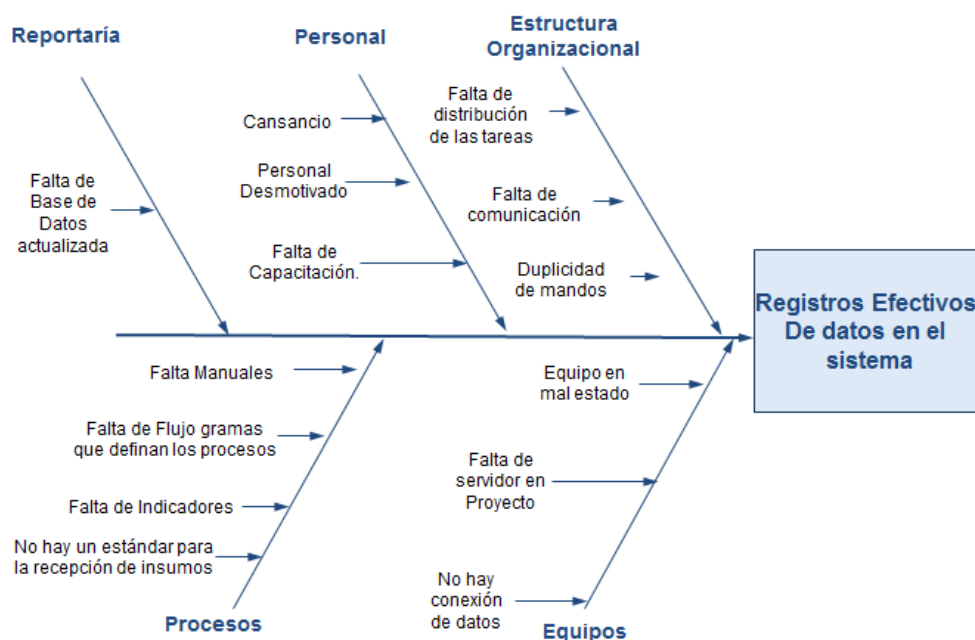 Reportaría
Personal
Estructura
Organizacional
Falta de
distribución
de las tareas
Cansancio
Personal
Desmotivado
Falta de
Base de
Datos
actualizada
Falta de
comunicación
Falta de
Capacitación.
Duplicidad
de mandos
Registros Efectivos
De datos en el
sistema
Falta Manuales
Equipo en
mal estado
Falta de Flujo gramas
que definan los procesos
Falta de
servidor en
Proyecto
Falta de Indicadores
No hay un estándar para
la recepción de insumos
No hay
conexión
de datos
Procesos
Equipos